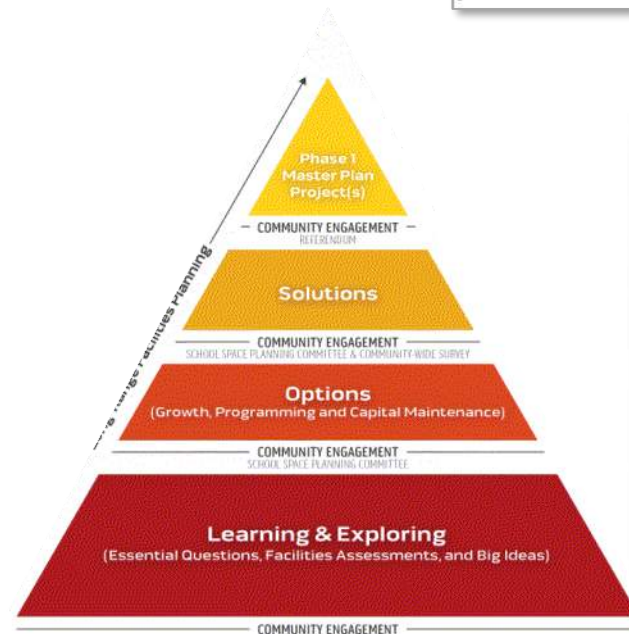 Phase 1
Master Plan
Project(s)
COMMUNITY ENGAGEMENT
REFERENDUM
Solutions
COMMUNITY ENGAGEMENT
SCHOOL SPACE PLANNING COMMITTEE & COMMUNITY-WIDE SURVEY
Options
(Growth, Programming and Capital Maintenance)
COMMUNITY ENGAGEMENT
SCHOOL SPACE PLANNING COMMITTEE
Learning & Exploring
(Essential Questions, Facilities Assessments, and Big Ideas)
COMMUNITY ENGAGEMENT
Facilities Planning